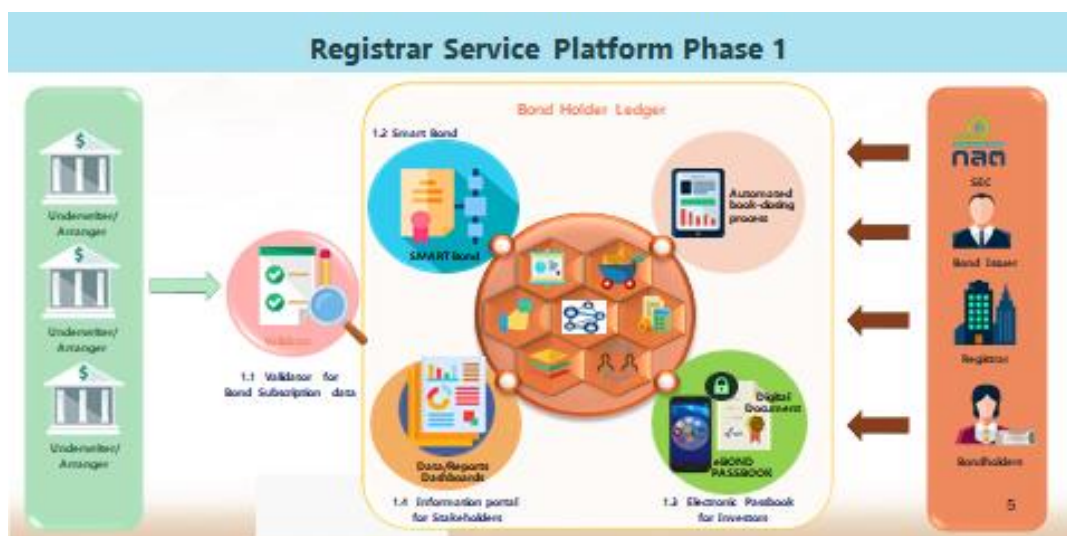 Registrar Service Platform Phase 1
Underwriter/
Arranger
Underwriter/
Arranger
Underwriter/
Arranger
Validator
1.1 Validator for
Bond Subscription data
Bond Holder Ledger
1.2 Smart Bond
SMART Bond
Automated
book-closing
process
Data/Reports
Dashboards
1.4 Information portal
for Stakeholders
Digital
Document
eBOND
PASSBOOK
1.3 Electronic Passbook
for Investors
กลต
SEC
Bond Issuer
Registrar
Bondholders
5